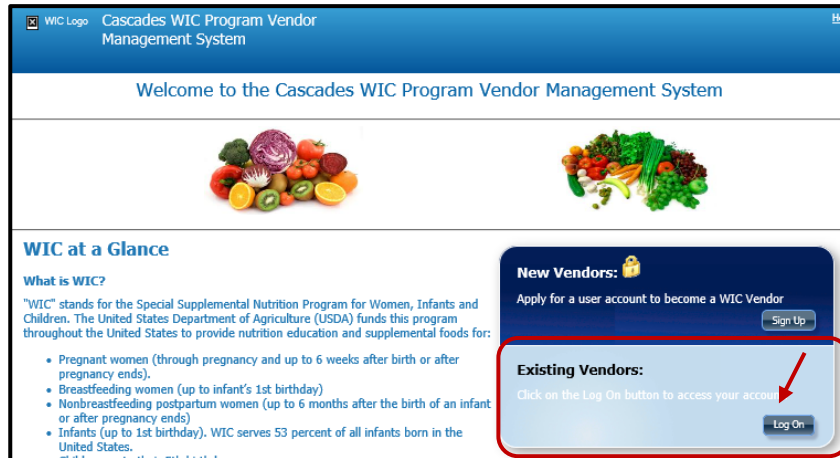 WIC Logo
Cascades WIC Program Vendor
Management System
Welcome to the Cascades WIC Program Vendor Management System
WIC at a Glance
What is WIC?
"WIC" stands for the Special Supplemental Nutrition Program for Women, Infants and
Children. The United States Department of Agriculture (USDA) funds this program
throughout the United States to provide nutrition education and supplemental foods for:
• Pregnant women (through pregnancy and up to 6 weeks after birth or after
pregnancy ends).
• Breastfeeding women (up to infant's 1st birthday)
• Nonbreastfeeding postpartum women (up to 6 months after the birth of an infant
or after pregnancy ends)
• Infants (up to 1st birthday). WIC serves 53 percent of all infants born in the
United States.
New Vendors:
Apply for a user account to become a WIC Vendor
Sign Up
Existing Vendors:
Click on the Log On button to access your account
Log On